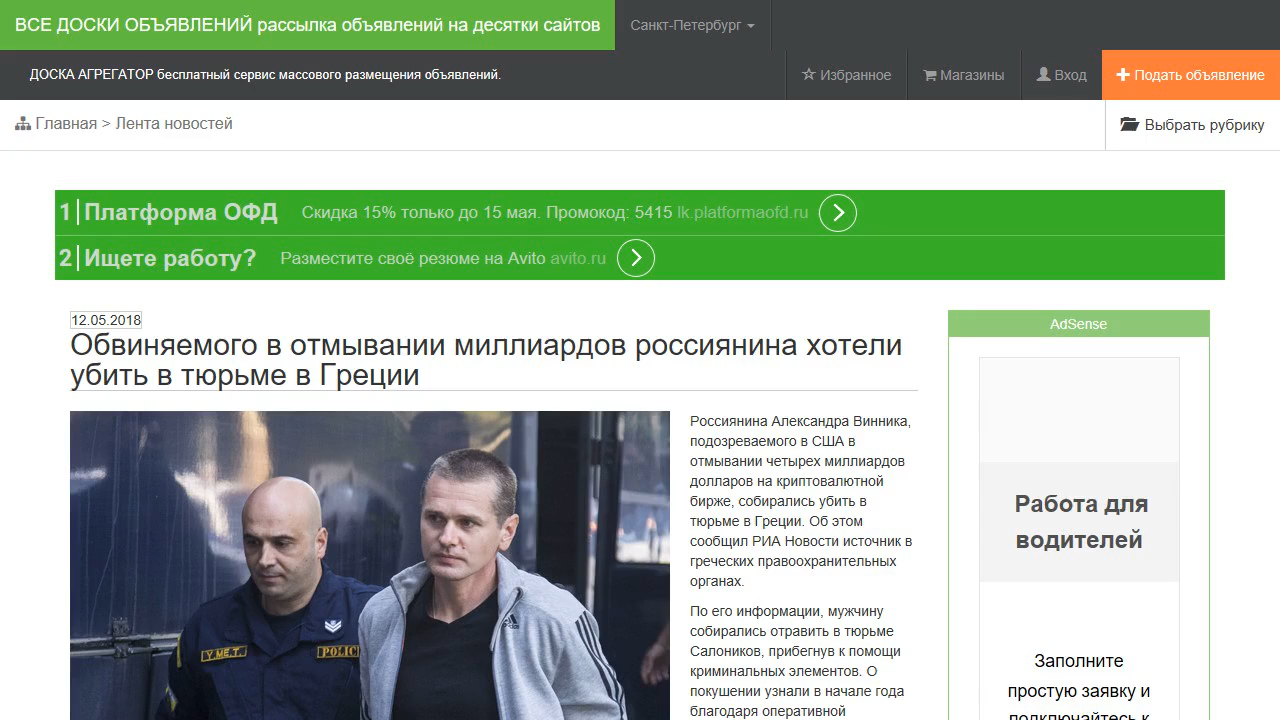 ВСЕ ДОСКИ ОБЪЯВЛЕНИЙ рассылка объявлений на десятки сайтов
Санкт-Петербург
ДОСКА АГРЕГАТОР бесплатный сервис массового размещения объявлений.
Избранное
Магазины
Вход
Подать объявление
Главная > Лента новостей
Выбрать рубрику
1 Платформа ОФД Скидка 15% только до 15 мая. Промокод: 5415 lk.platformaofd.ru
2 Ищете работу? Разместите своё резюме на Avito avito.ru
12.05.2018
Обвиняемого в отмывании миллиардов россиянина хотели
убить в тюрьме в Греции
Россиянина Александра Винника,
подозреваемого в США в
отмывании четырех миллиардов
долларов на криптовалютной
бирже, собирались убить в
тюрьме в Греции. Об этом
сообщил РИА Новости источник в
греческих правоохранительных
органах.
По его информации, мужчину
собирались отравить в тюрьме
Салоников, прибегнув к помощи
криминальных элементов. О
покушении узнали в начале года
благодаря оперативной
Y.MET.
POLICE
AdSense
Работа для
водителей
Заполните
простую заявку и
подключайтесь к